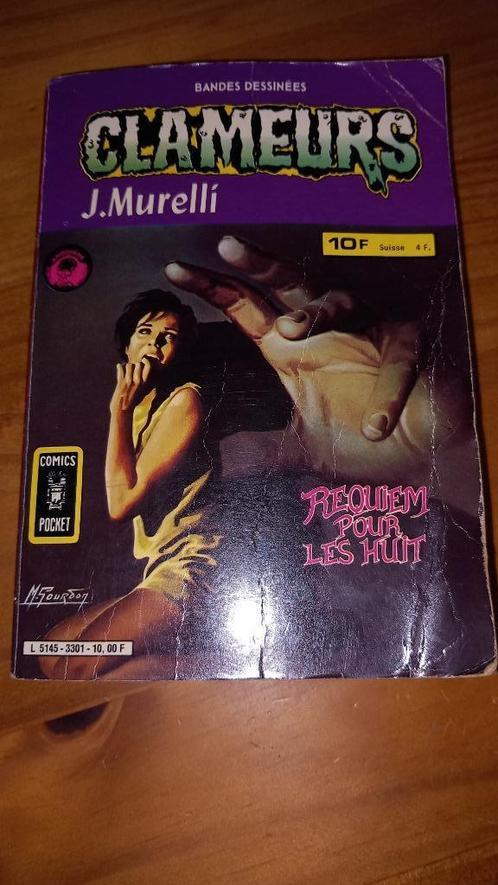 BANDES DESSINÉES
CLAMEURS
J.Murelli
10F Suisse 4 F.
COMICS
POCKET
REQUIEM
POUR
LES HUIT
M. Gourdon
L 5145 - 3301 - 10,00 F